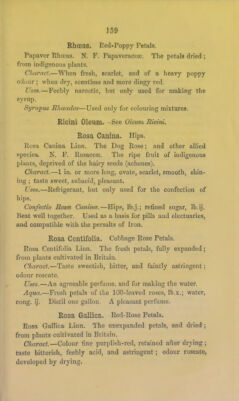 159
Rhœas. Red-Poppy Petals.
Papaver Rhœas. N. F. Papaveraceæ. The petals dried;
from indigenous plants.
Charact.—When fresh, scarlet, and of a heavy poppy
odour; when dry, scentless and more dingy red.
Uses.—Feebly narcotic, but only used for making the
syrup.
Syrupus Rhœados—Used only for colouring mixtures.
Ricini Oleum. See Oleum Ricini.
Rosa Canina. Hips.
Rosa Canina Linn. The Dog Rose; and other allied
species. N. F. Rosaceæ. The ripe fruit of indigenous
plants, deprived of the hairy seeds (achenes).
Charact.—1 in. or more long, ovate, scarlet, smooth, shin-
ing; taste sweet, subacid, pleasant.
Uses.—Refrigerant, but only used for the confection of
hips.
Confectio Rosæ Caninæ.—Hips, lb.j.; refined sugar, lb.ij.
Beat well together. Used as a basis for pills and electuaries,
and compatible with the persalts of Iron.
Rosa Centifolia. Cabbage Rose Petals.
Rosa Centifolia Linn. The fresh petals, fully expanded;
from plants cultivated in Britain.
Charact.—Taste sweetish, bitter, and faintly astringent;
odour roseate.
Uses.—An agreeable perfume, and for making the water.
Aqua.—Fresh petals of the 100-leaved roses, lb.x.; water,
cong. ij. Distil one gallon. A pleasant perfume.
Rosa Gallica. Red-Rose Petals.
Rosa Gallica Linn. The unexpanded petals, and dried;
from plants cultivated in Britain.
Charact.—Colour fine purplish-red, retained after drying;
taste bitterish, feebly acid, and astringent; odour roseate,
developed by drying.